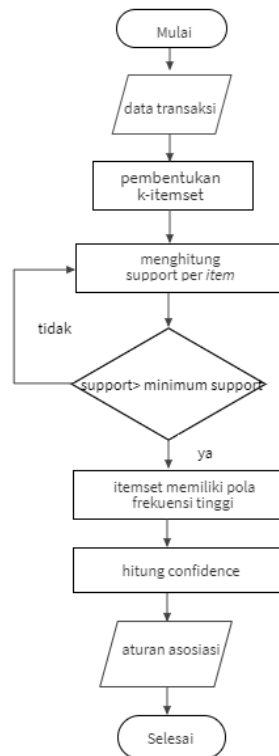 Mulai
data transaksi
pembentukan
k-itemset
menghitung
support per item
tidak
support> minimum support
ya
itemset memiliki pola
frekuensi tinggi
hitung confidence
aturan asosiasi
Selesai